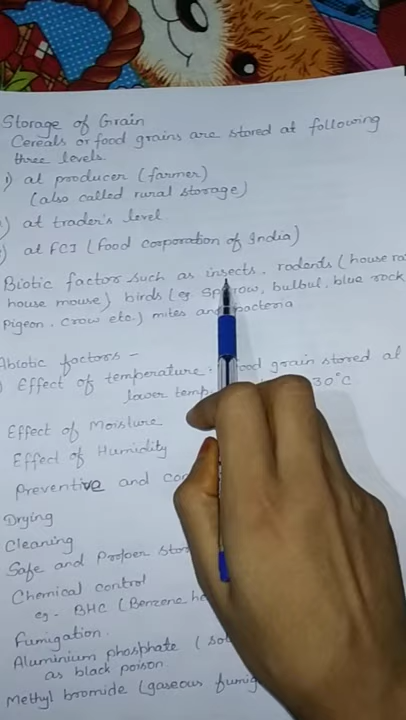 Storage of Grain
Cereals or food grains are stored at following
three levels.
1) at producer (farmer)
(also called rural storage)
) at trader's level
) at FCI (Food corporation of India)
Biotic factors such as insects. rodents (house ra
house mouse) birds (eg. bulbul, blue rock
Pigeon. crow etc.) mites and bacteria
Abiotic factors -
) Effect of temperature: food grain stored at
lower 30°C
Effect of Moisture
Effect of Humidity
Preventive and
Drying
Cleaning
Safe and Proper
Chemical control
eg- BHC (Benzene
Fumigation.
Aluminium phosphate (
as black poison.
Methyl bromide (gaseous